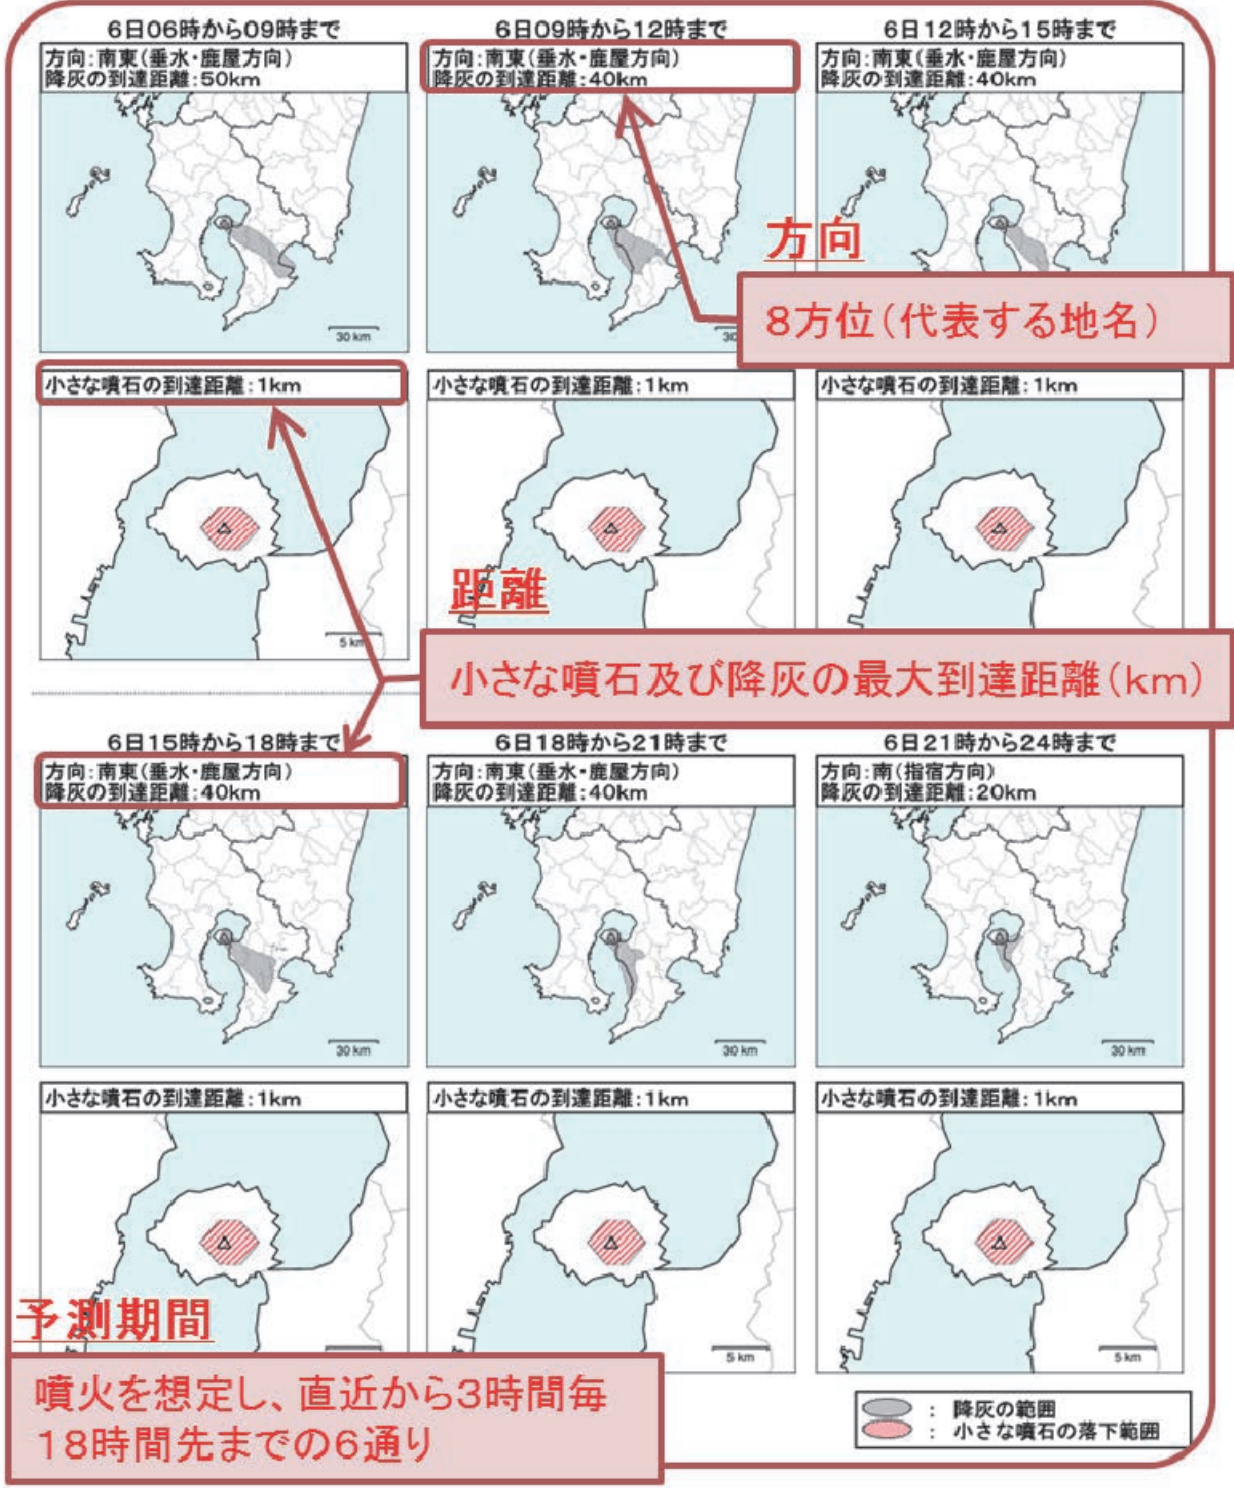 6日06時から09時まで
方向:南東(垂水・鹿屋方向)
降灰の到達距離:50km
30 km
6日09時から12時まで
方向:南東(垂水・鹿屋方向)
降灰の到達距離:40km
30
6日12時から15時まで
方向:南東(垂水・鹿屋方向)
降灰の到達距離:40km
方向
8方位(代表する地名)
小さな噴石の到達距離:1km
5 km
小さな噴石の到達距離:1km
小さな噴石の到達距離:1km
距離
小さな噴石及び降灰の最大到達距離(km)
6日15時から18時まで
方向:南東(垂水・鹿屋方向)
降灰の到達距離:40km
30 km
6日18時から21時まで
方向:南東(垂水・鹿屋方向)
降灰の到達距離:40km
30 km
6日21時から24時まで
方向:南(指宿方向)
降灰の到達距離:20km
30 km
小さな噴石の到達距離:1km
小さな噴石の到達距離:1km
5 km
小さな噴石の到達距離:1km
5 km
予測期間
噴火を想定し、直近から3時間毎
18時間先までの6通り
: 降灰の範囲
: 小さな噴石の落下範囲